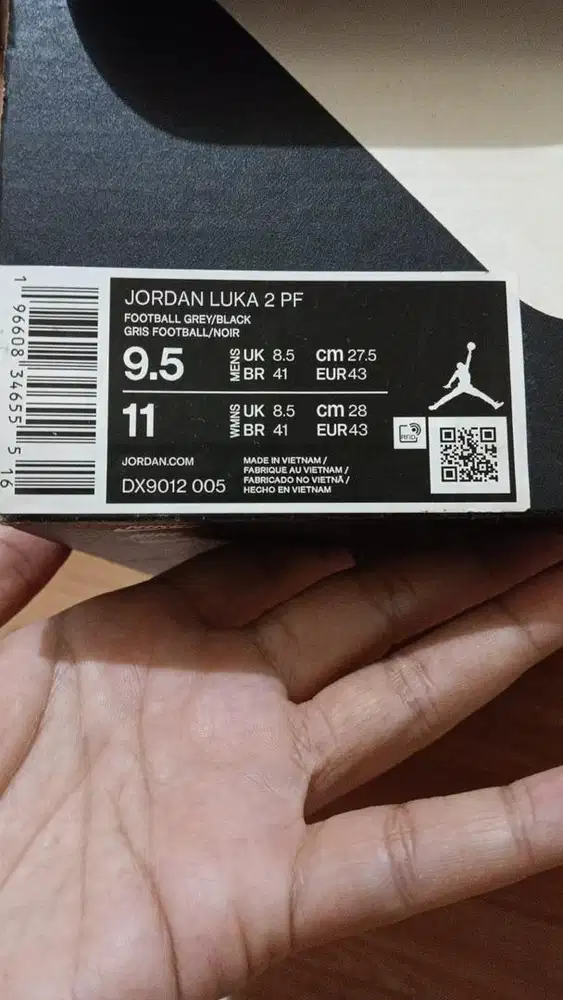 JORDAN LUKA 2 PF
FOOTBALL GREY/BLACK
GRIS FOOTBALL/NOIR
9.5 MENS UK 8.5 cm 27.5
BR 41 EUR 43
11 WMNS UK 8.5 cm 28
BR 41 EUR 43
RFID
JORDAN.COM
DX9012 005
MADE IN VIETNAM /
FABRIQUE AU VIETNAM /
FABRICADO NO VIETNÃ /
HECHO EN VIETNAM
1 96608 34655 5 16